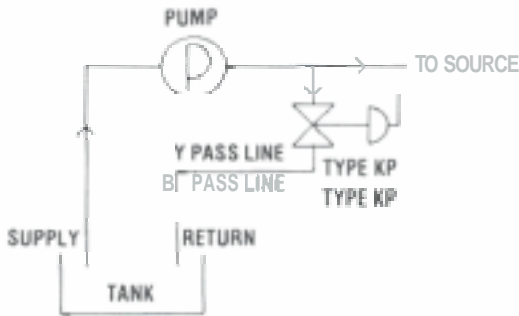 PUMP
P
TO SOURCE
Y PASS LINE
B PASS LINE
TYPE KP
TYPE KP
SUPPLY
RETURN
TANK